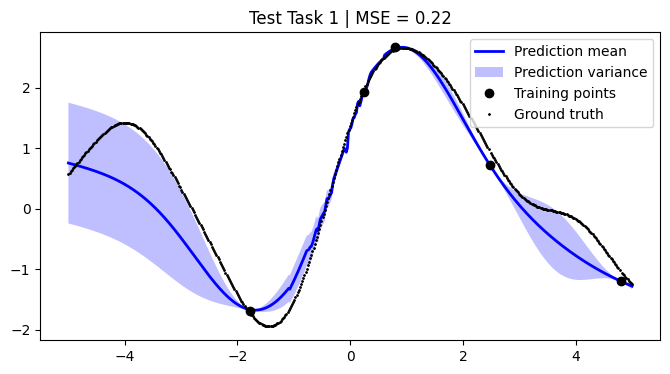 Test Task 1 | MSE = 0.22
Prediction mean
Prediction variance
Training points
Ground truth
2
1
0
−1
−2
−4
−2
0
2
4